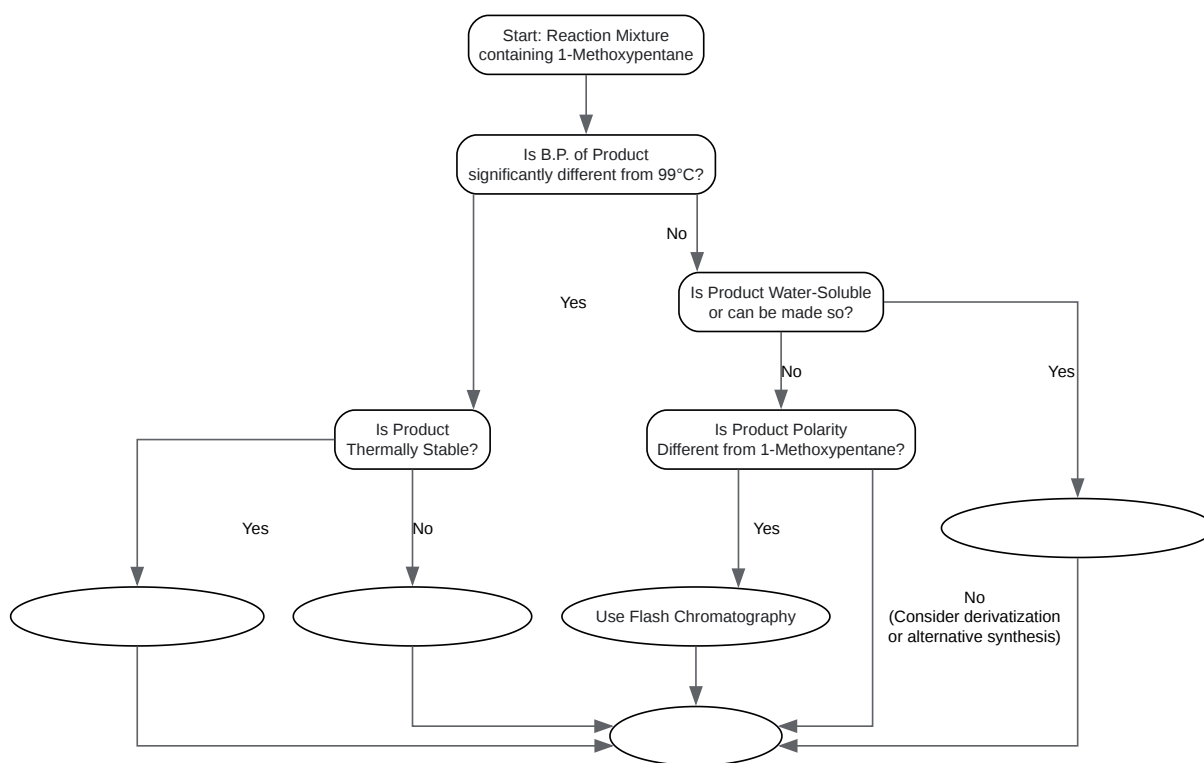 Start: Reaction Mixture
containing 1-Methoxypentane
Is B.P. of Product
significantly different from 99°C?
No
Yes
Is Product Water-Soluble
or can be made so?
No
Yes
Is Product
Thermally Stable?
Is Product Polarity
Different from 1-Methoxypentane?
Yes
No
Yes
No
(Consider derivatization
or alternative synthesis)
Use Flash Chromatography